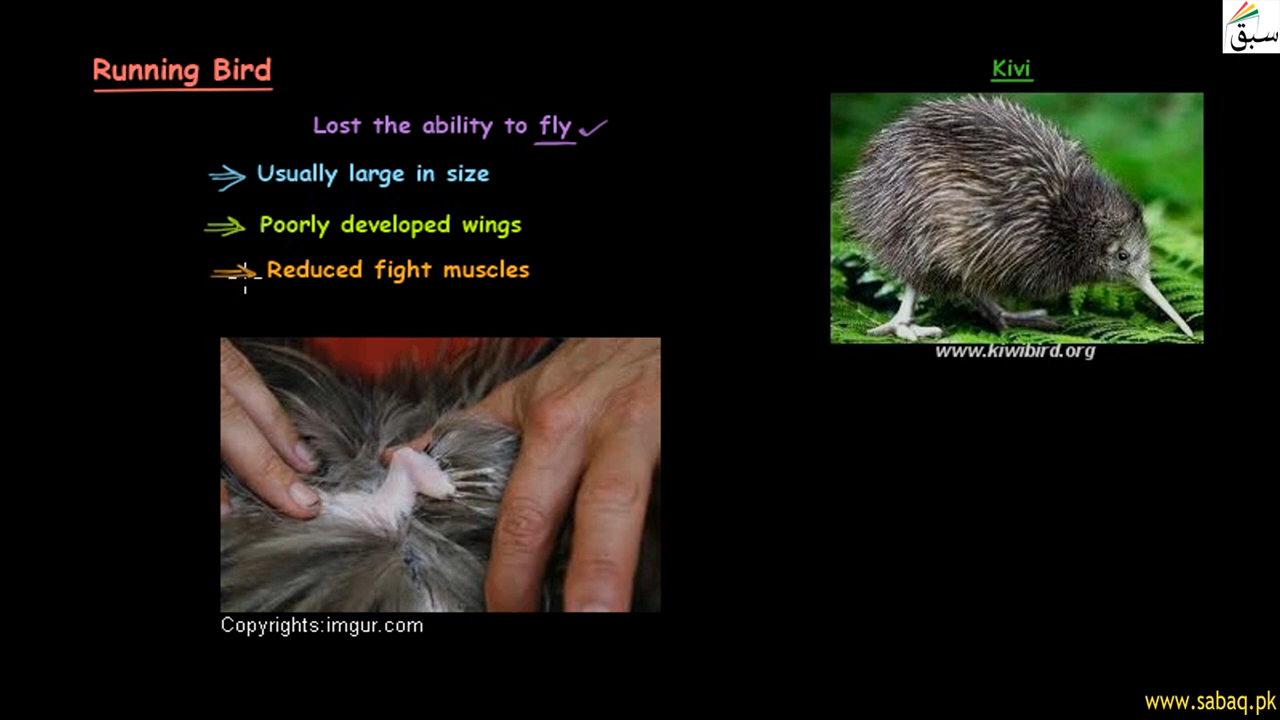 سبق
Running Bird
Kivi
Lost the ability to fly
Usually large in size
Poorly developed wings
Reduced fight muscles
www.kiwibird.org
Copyrights:imgur.com
www.sabaq.pk